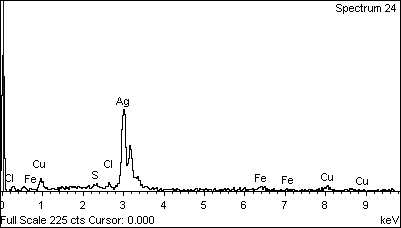 Spectrum 24
Ag
Cu
Cl
Fe
S
Cl
Fe
Fe
Cu
Cu
0 1 2 3 4 5 6 7 8 9
Full Scale 225 cts Cursor: 0.000 keV